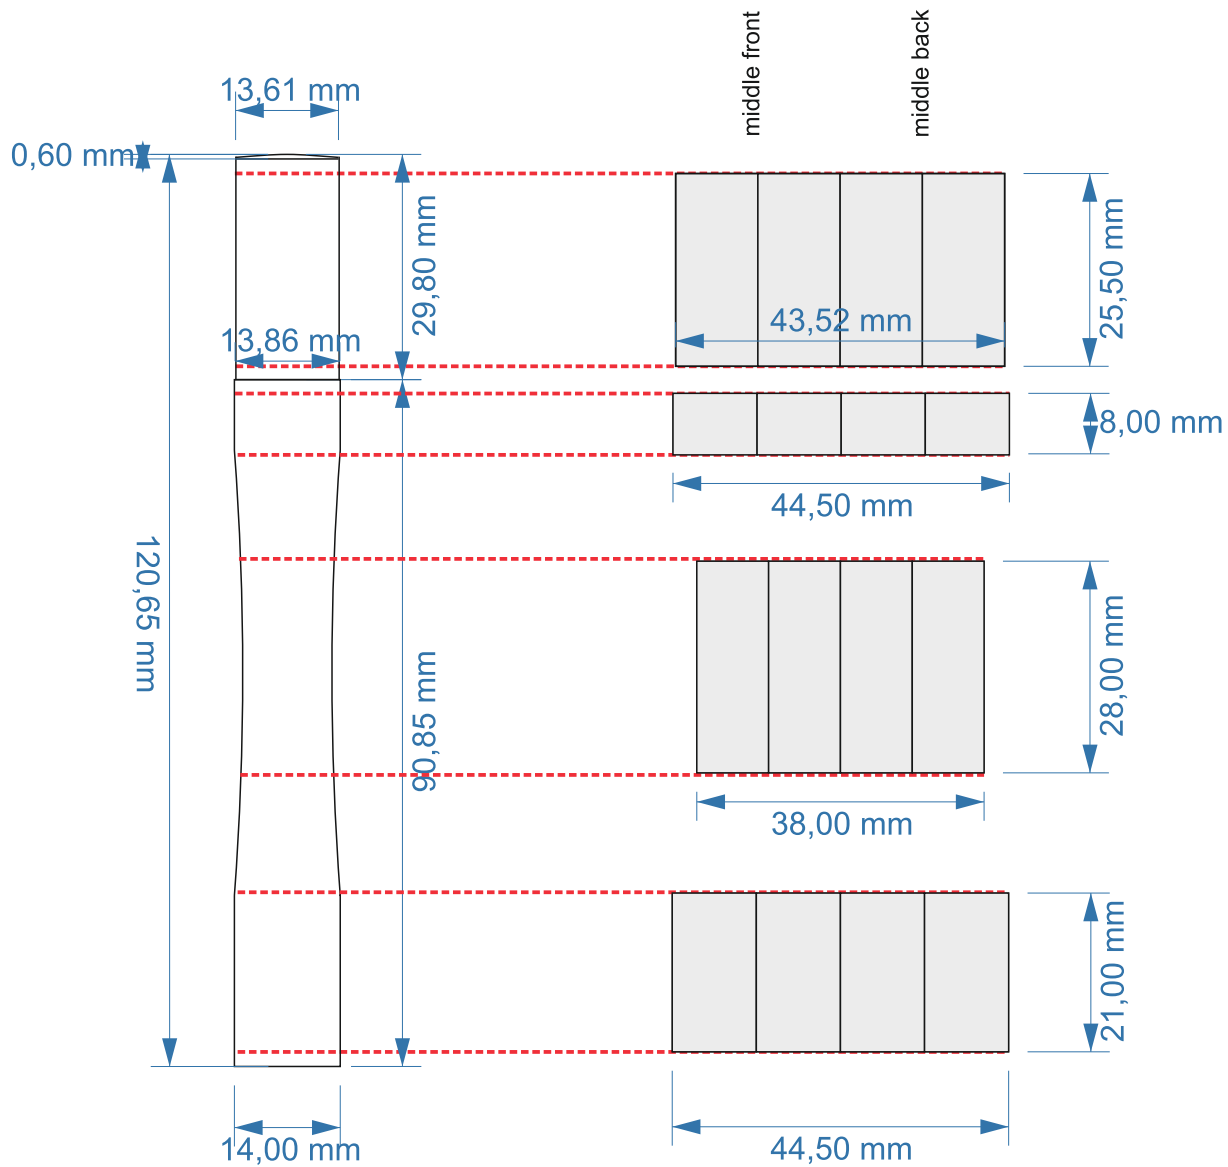 middle front
middle back
13,61 mm
0,60 mm
29,80 mm
25,50 mm
43,52 mm
13,86 mm
8,00 mm
44,50 mm
120,65 mm
90,85 mm
28,00 mm
38,00 mm
21,00 mm
14,00 mm
44,50 mm